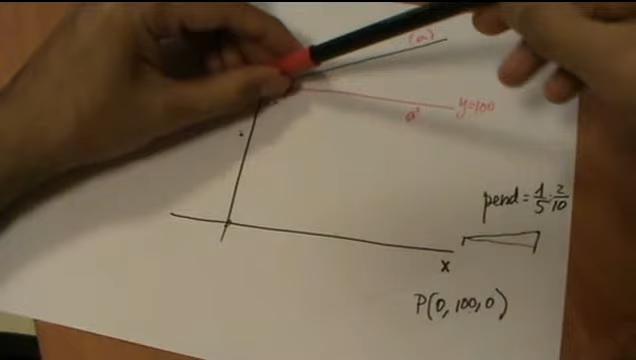 (a)
y=100
a'
pend = 1/5 · 2/10
x
P(0, 100, 0)